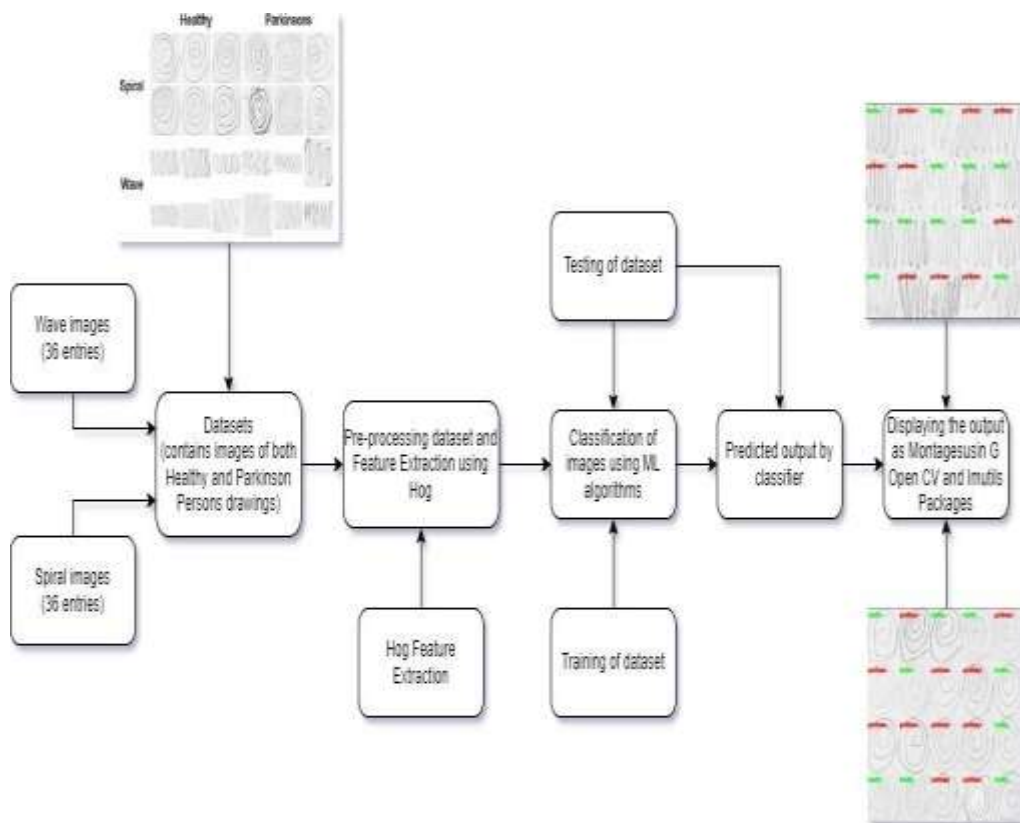 Healthy Parkinsons
Spiral
Wave
Wave images
(36 entries)
Spiral images
(36 entries)
Datasets
(contains images of both
Healthy and Parkinson
Persons drawings)
Pre-processing dataset and
Feature Extraction using
Hog
Hog Feature
Extraction
Testing of dataset
Classification of
images using ML
algorithms
Training of dataset
Predicted output by
classifier
Displaying the output
as Montagesusin G
Open CV and Imutils
Packages